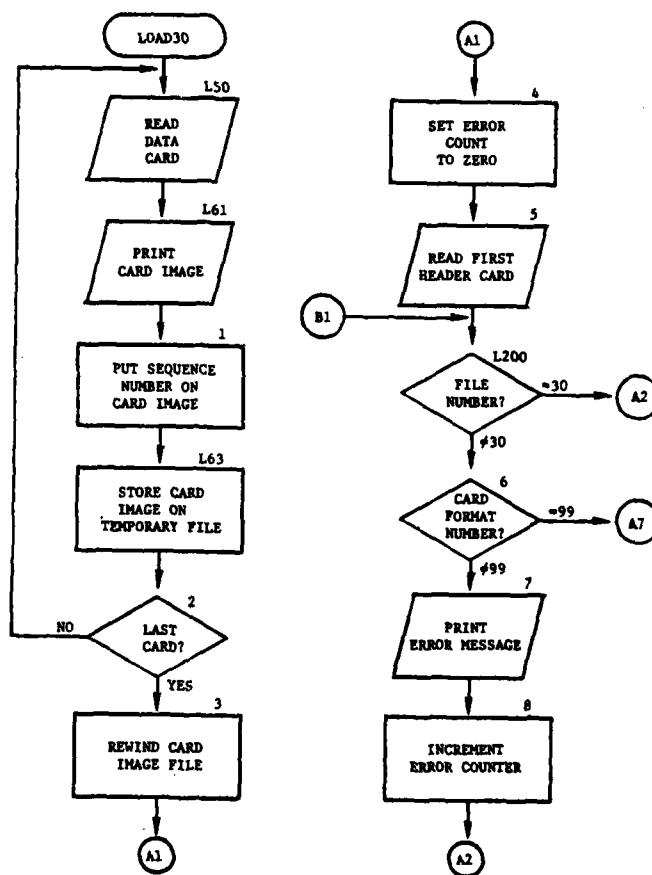 LOAD30
L50
READ
DATA
CARD
L61
PRINT
CARD IMAGE
1
PUT SEQUENCE
NUMBER ON
CARD IMAGE
L63
STORE CARD
IMAGE ON
TEMPORARY FILE
2
NO
LAST
CARD?
YES
3
REWIND CARD
IMAGE FILE
A1
A1
4
SET ERROR
COUNT
TO ZERO
5
READ FIRST
HEADER CARD
B1
L200
FILE
NUMBER?
=30
A2
≠30
6
CARD
FORMAT
NUMBER?
=99
A7
≠99
7
PRINT
ERROR MESSAGE
8
INCREMENT
ERROR COUNTER
A2